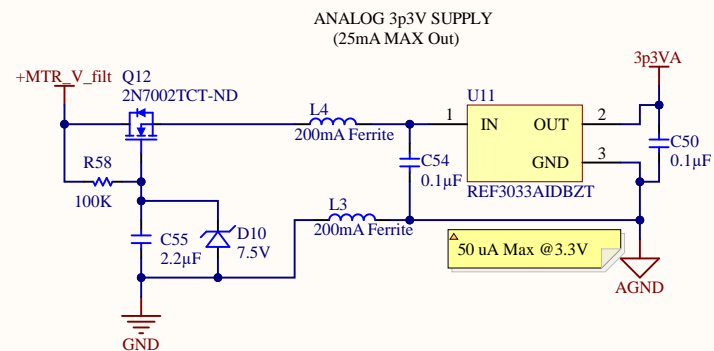 ANALOG 3p3V SUPPLY
(25mA MAX Out)
+MTR_V_filt
Q12
2N7002TCT-ND
3p3VA
L4
200mA Ferrite
U11
1
IN
OUT
2
GND
3
REF3033AIDBZT
C54
0.1µF
C50
0.1µF
R58
100K
L3
200mA Ferrite
C55
2.2µF
D10
7.5V
50 uA Max @3.3V
AGND
GND